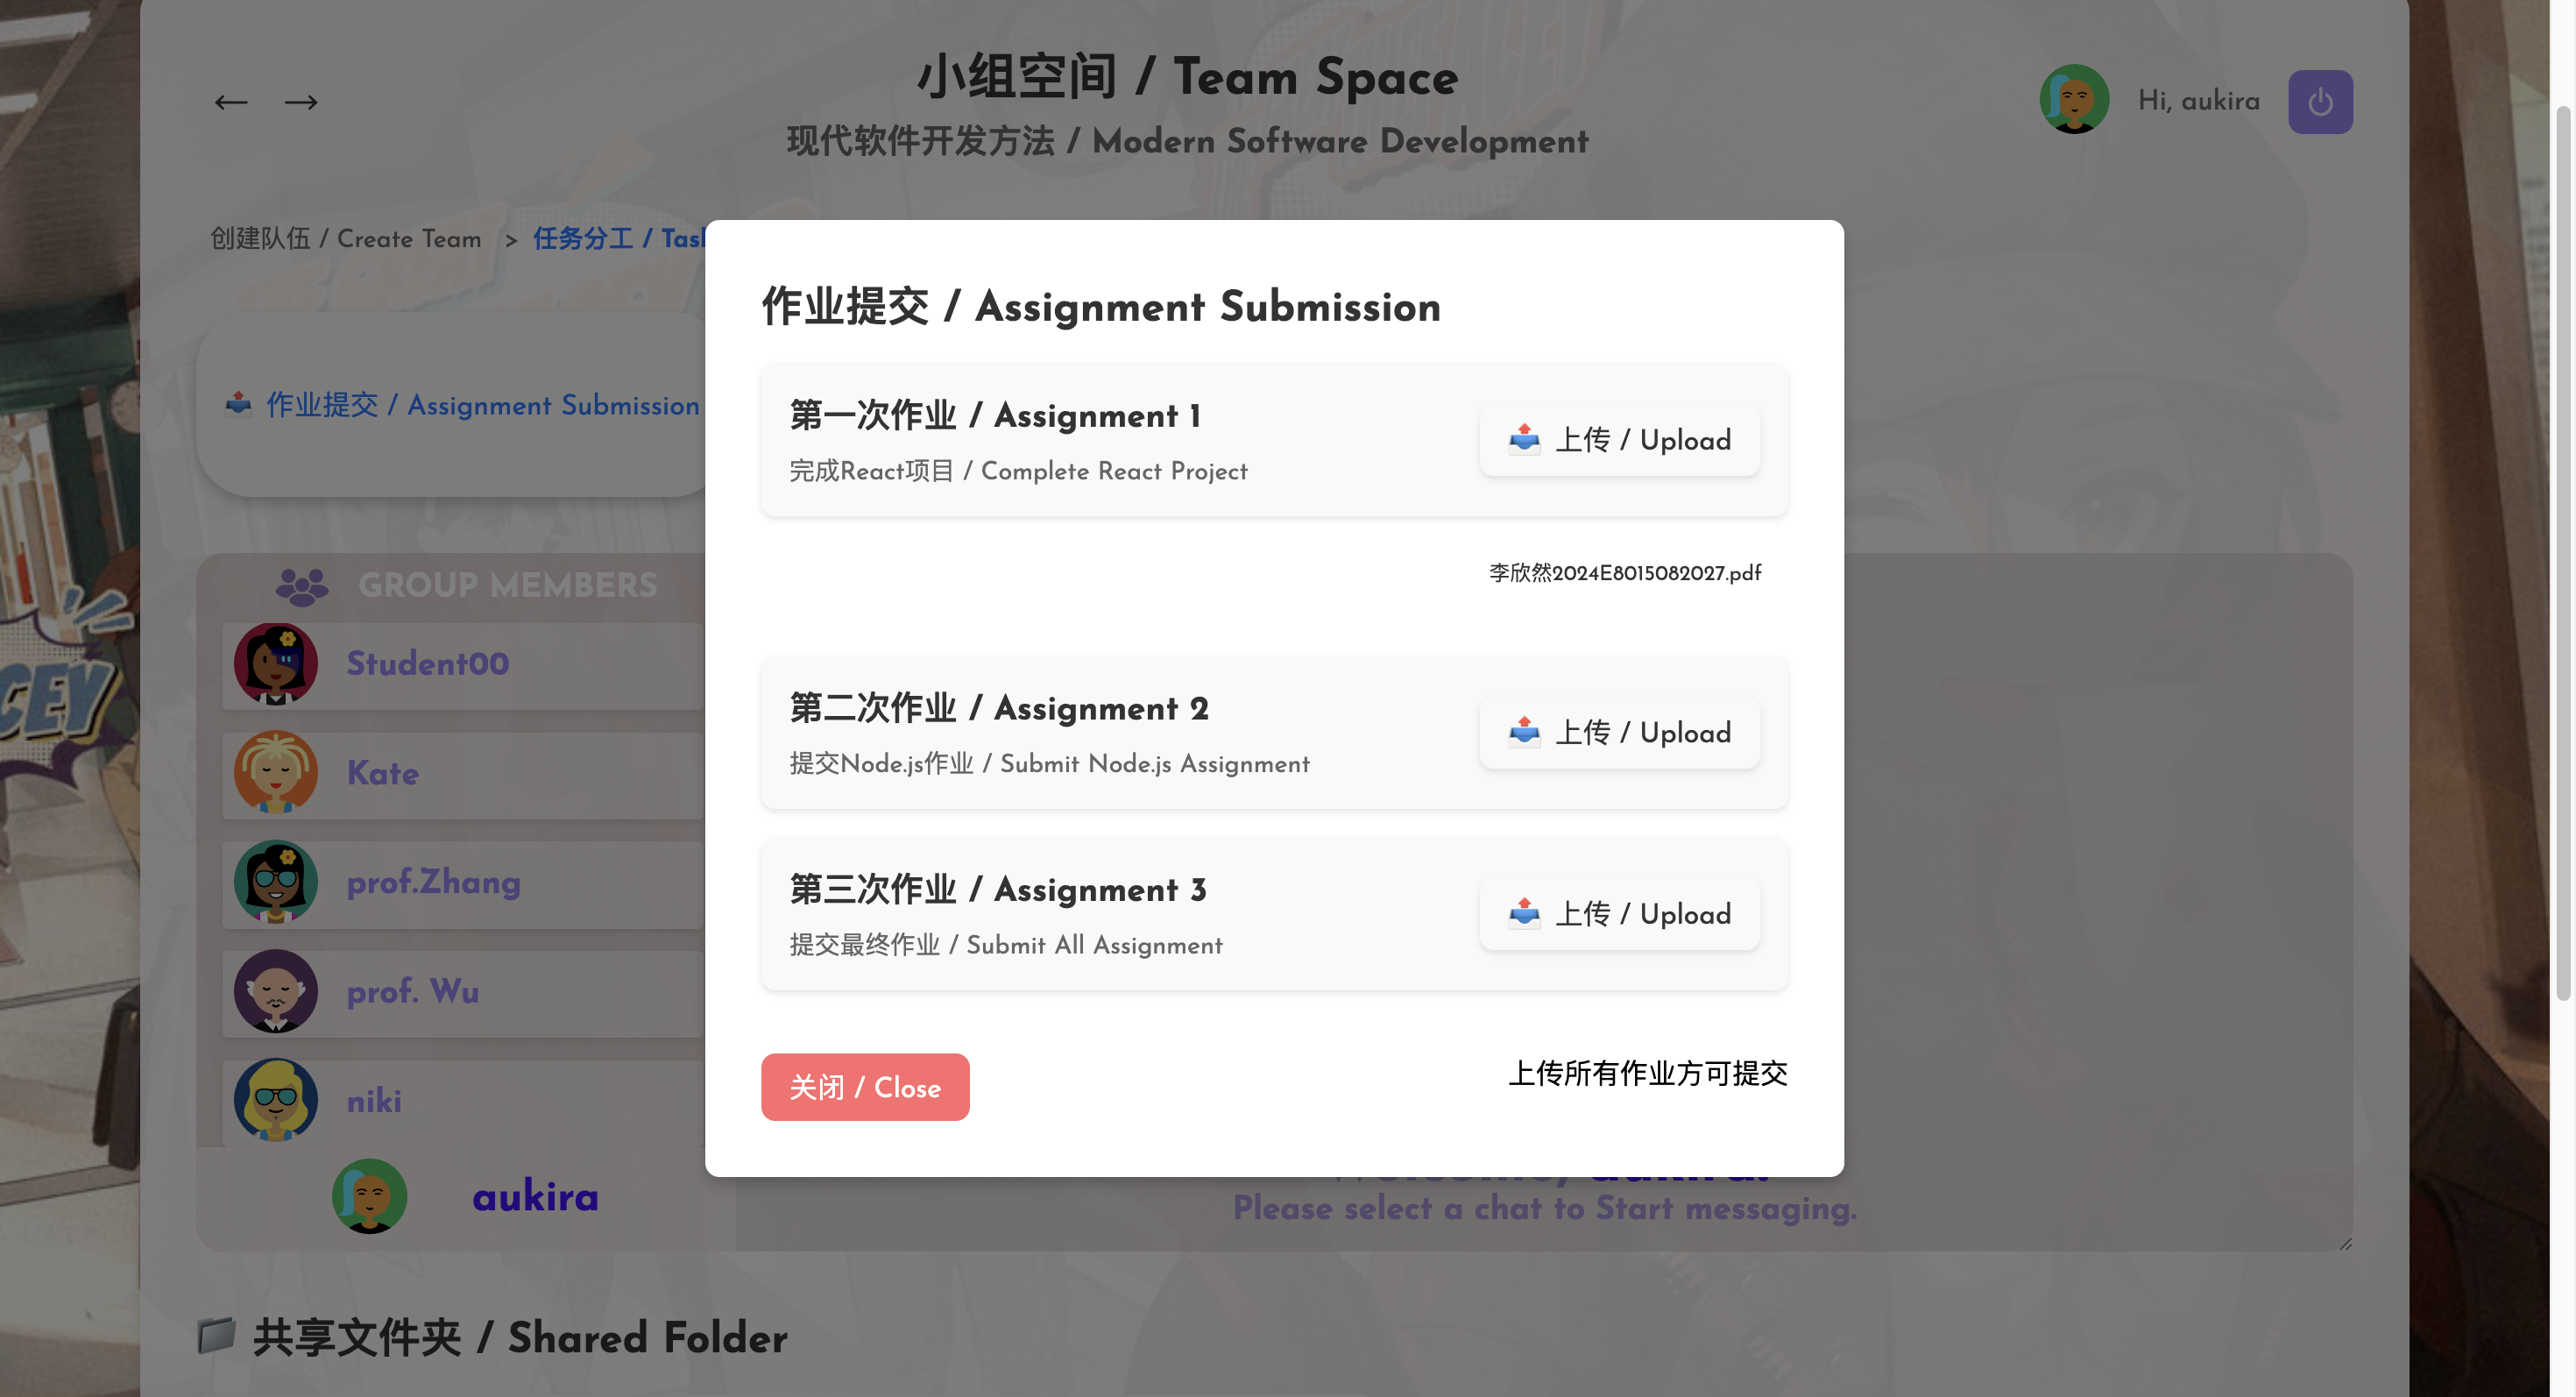 小组空间 / Team Space
现代软件开发方法 / Modern Software Development
Hi, aukira
创建队伍 / Create Team > 任务分工 /
作业提交 / Assignment Submission
GROUP MEMBERS
Student00
Kate
prof.Zhang
prof. Wu
niki
aukira
作业提交 / Assignment Submission
第一次作业 / Assignment 1
完成React项目 / Complete React Project
📤 上传 / Upload
李欣然2024E8015082027.pdf
第二次作业 / Assignment 2
提交Node.js作业 / Submit Node.js Assignment
📤 上传 / Upload
第三次作业 / Assignment 3
提交最终作业 / Submit All Assignment
📤 上传 / Upload
关闭 / Close
上传所有作业方可提交
Please select a chat to Start messaging.
共享文件夹 / Shared Folder